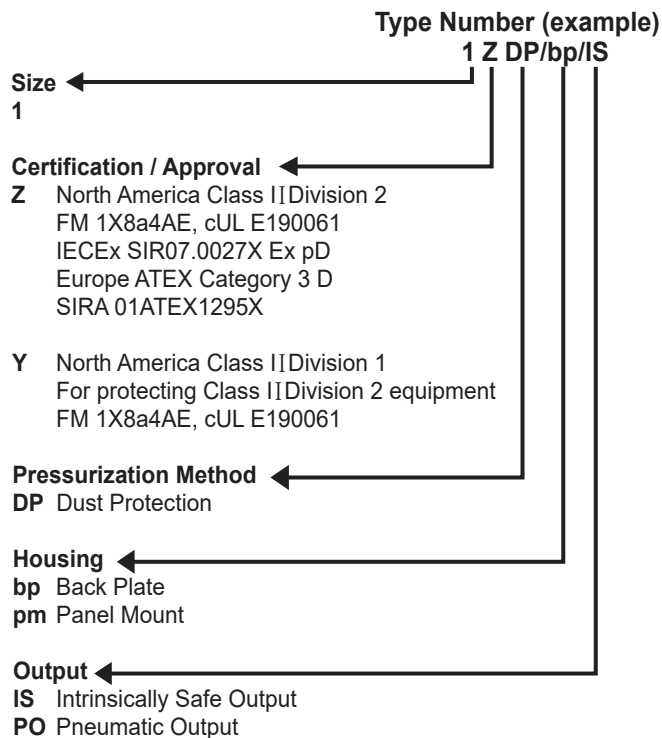 Type Number (example)
1 Z DP/bp/IS
Size
1
Certification / Approval
Z North America Class II Division 2
FM 1X8a4AE, cUL E190061
IECEx SIR07.0027X Ex pD
Europe ATEX Category 3 D
SIRA 01ATEX1295X
Y North America Class II Division 1
For protecting Class II Division 2 equipment
FM 1X8a4AE, cUL E190061
Pressurization Method
DP Dust Protection
Housing
bp Back Plate
pm Panel Mount
Output
IS Intrinsically Safe Output
PO Pneumatic Output